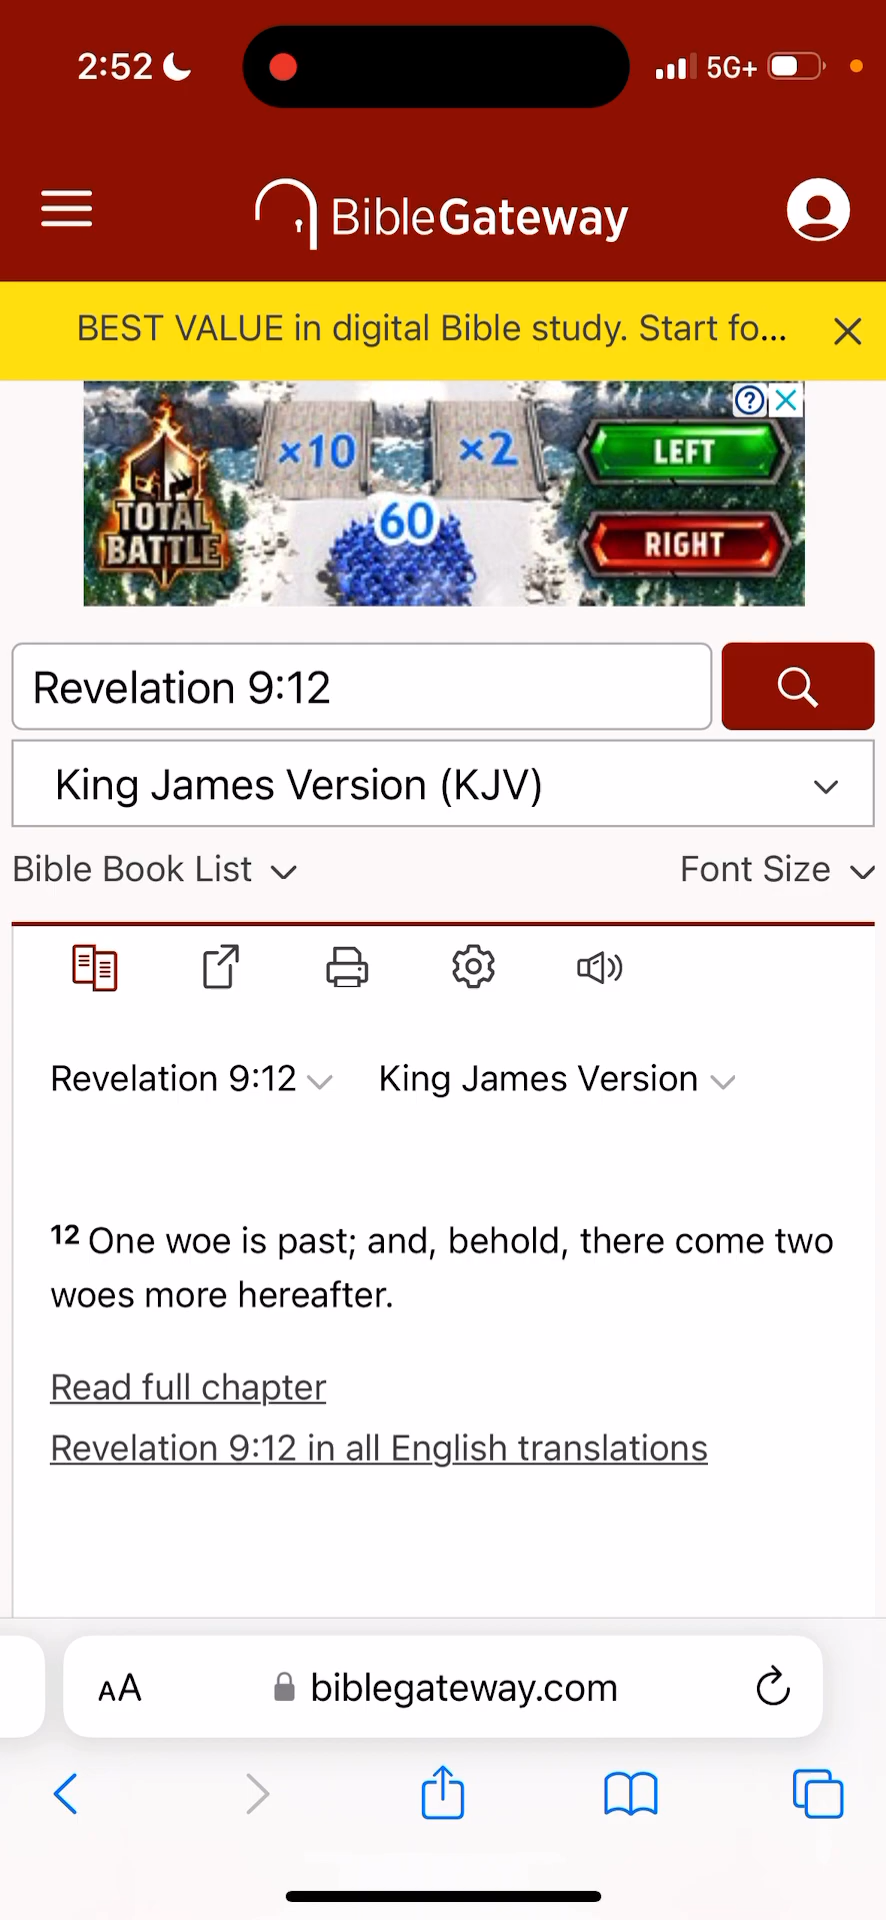 2:52 5G+
BibleGateway
BEST VALUE in digital Bible study. Start fo...
×10 ×2 LEFT
60
TOTAL
BATTLE RIGHT
Revelation 9:12
King James Version (KJV)
Bible Book List Font Size
Revelation 9:12 King James Version
12 One woe is past; and, behold, there come two
woes more hereafter.
Read full chapter
Revelation 9:12 in all English translations
AA biblegateway.com